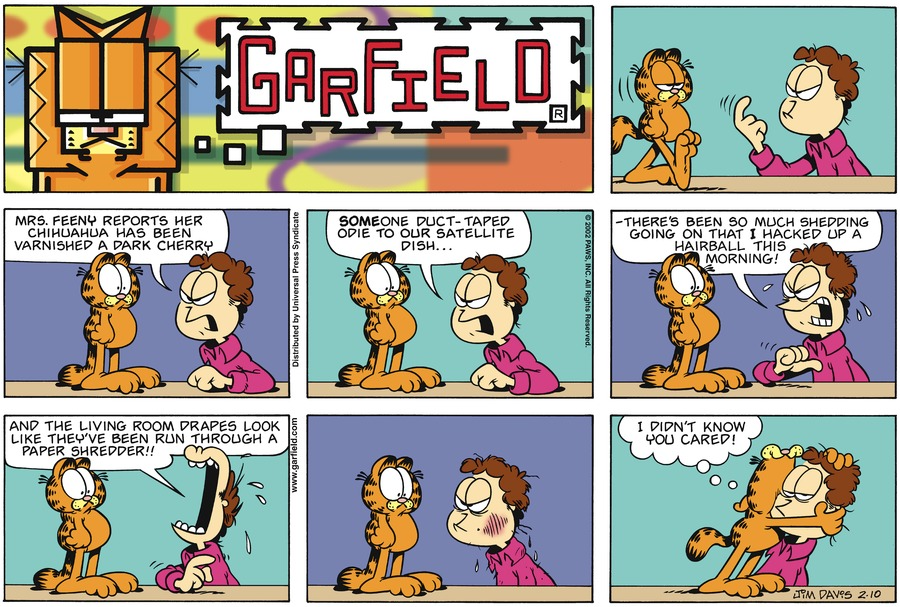 GARFIELD
®
MRS. FEENY REPORTS HER
CHIHUAHUA HAS BEEN
VARNISHED A DARK CHERRY
Distributed by Universal Press Syndicate
SOMEONE DUCT-TAPED
ODIE TO OUR SATELLITE
DISH...
© 2002 PAWS, INC. All Rights Reserved.
-THERE'S BEEN SO MUCH SHEDDING
GOING ON THAT I HACKED UP A
HAIRBALL THIS
MORNING!
AND THE LIVING ROOM DRAPES LOOK
LIKE THEY'VE BEEN RUN THROUGH A
PAPER SHREDDER!!
www.garfield.com
I DIDN'T KNOW
YOU CARED!
JIM DAVIS 2·10